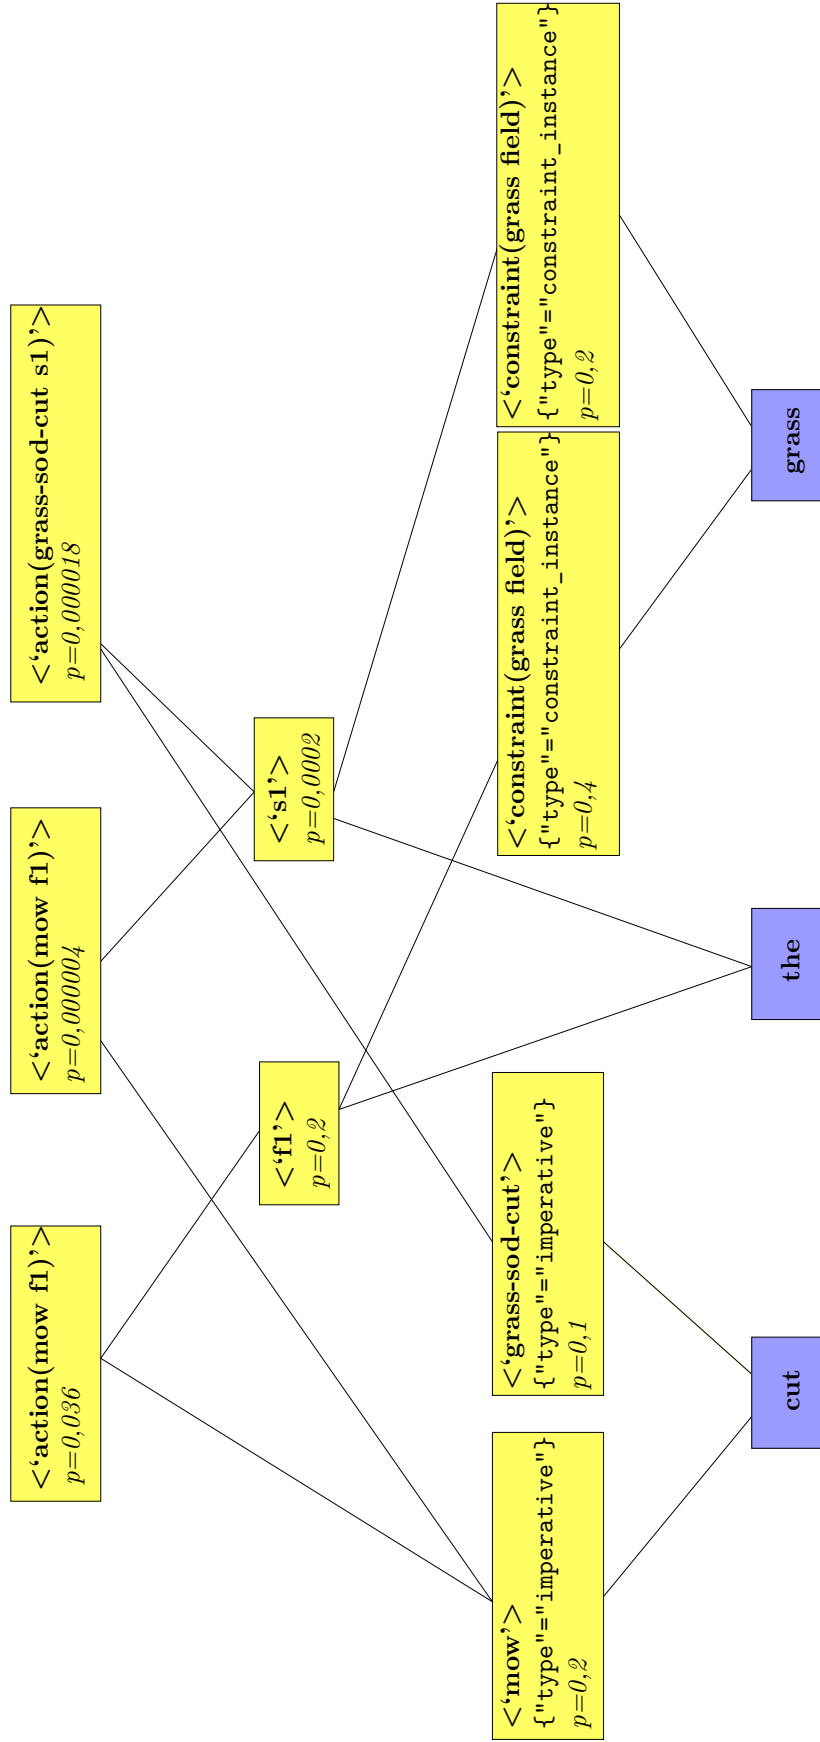 <‘action(mow f1)’>
p=0,036
<‘action(mow f1)’>
p=0,000004
<‘action(grass-sod-cut s1)’>
p=0,000018
<‘f1’>
p=0,2
<‘s1’>
p=0,0002
<‘mow’>
{"type"="imperative"}
p=0,2
<‘grass-sod-cut’>
{"type"="imperative"}
p=0,1
<‘constraint(grass field)’>
{"type"="constraint_instance"}
p=0,4
<‘constraint(grass field)’>
{"type"="constraint_instance"}
p=0,2
cut
the
grass